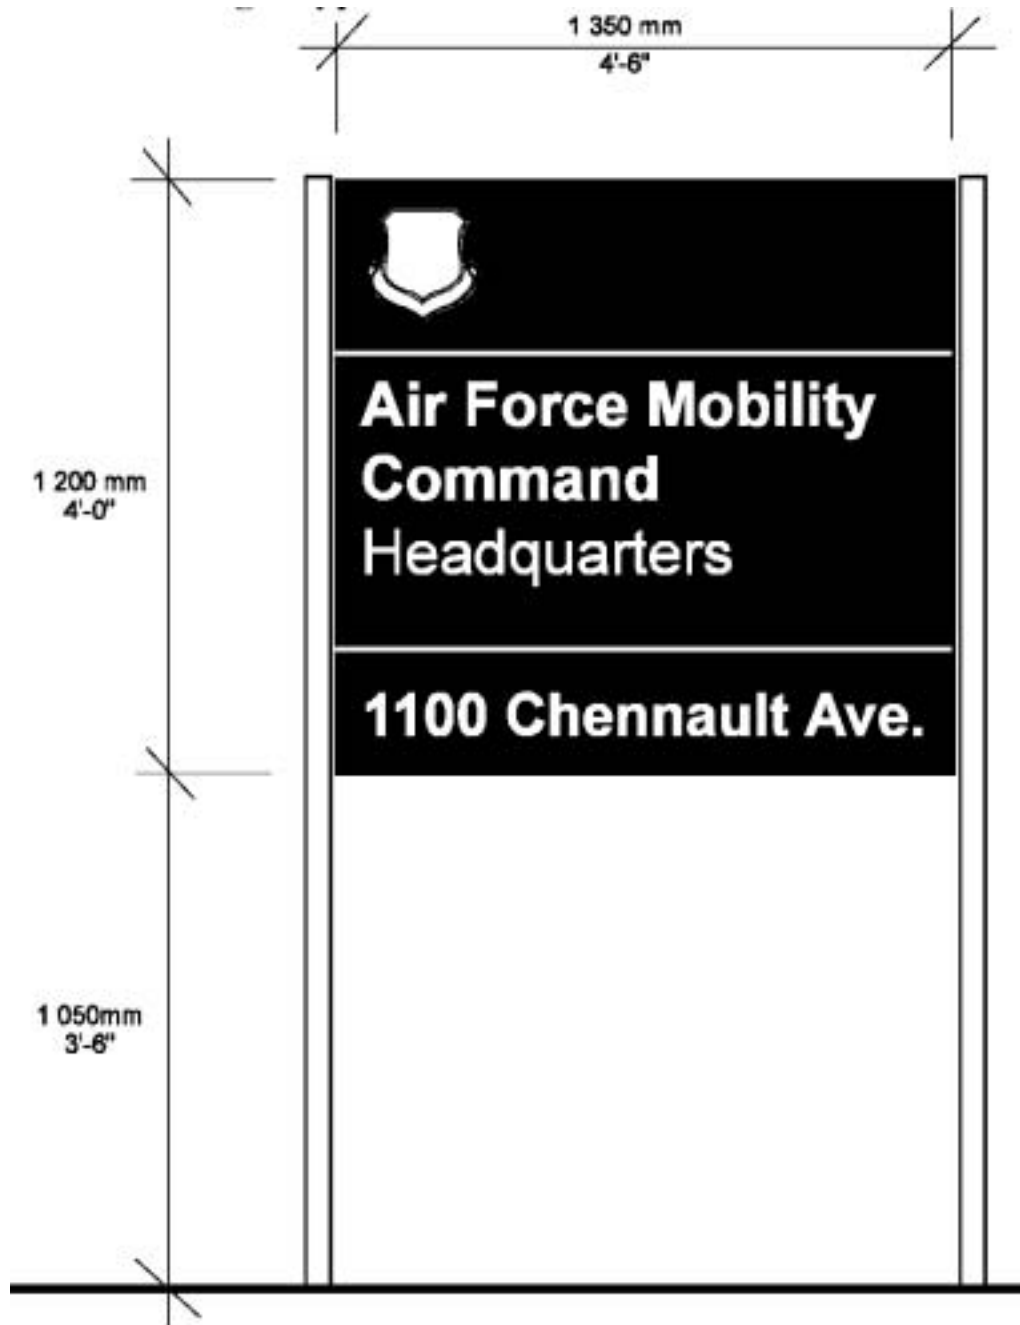 1 350 mm
4'-6"
Air Force Mobility
Command
Headquarters
1 200 mm
4'-0"
1100 Chennault Ave.
1 050mm
3'-6"